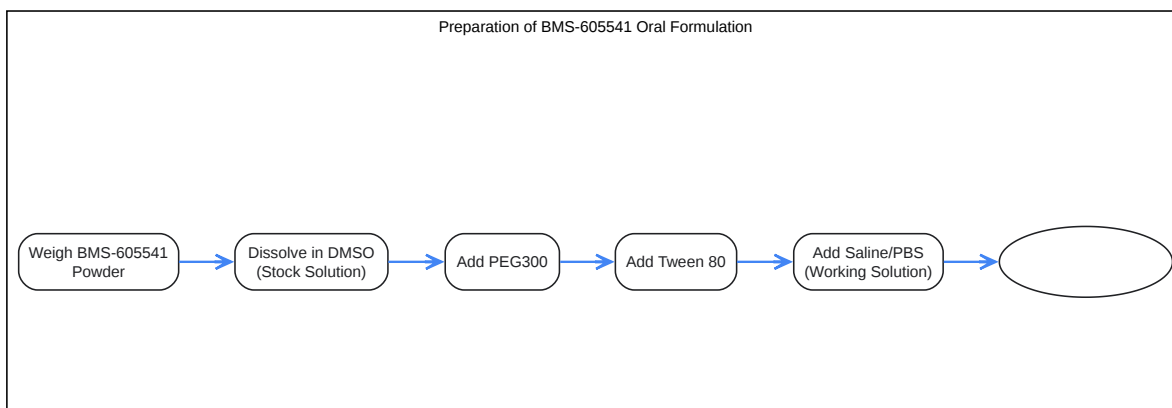 Preparation of BMS-605541 Oral Formulation
Weigh BMS-605541
Powder
Dissolve in DMSO
(Stock Solution)
Add PEG300
Add Tween 80
Add Saline/PBS
(Working Solution)